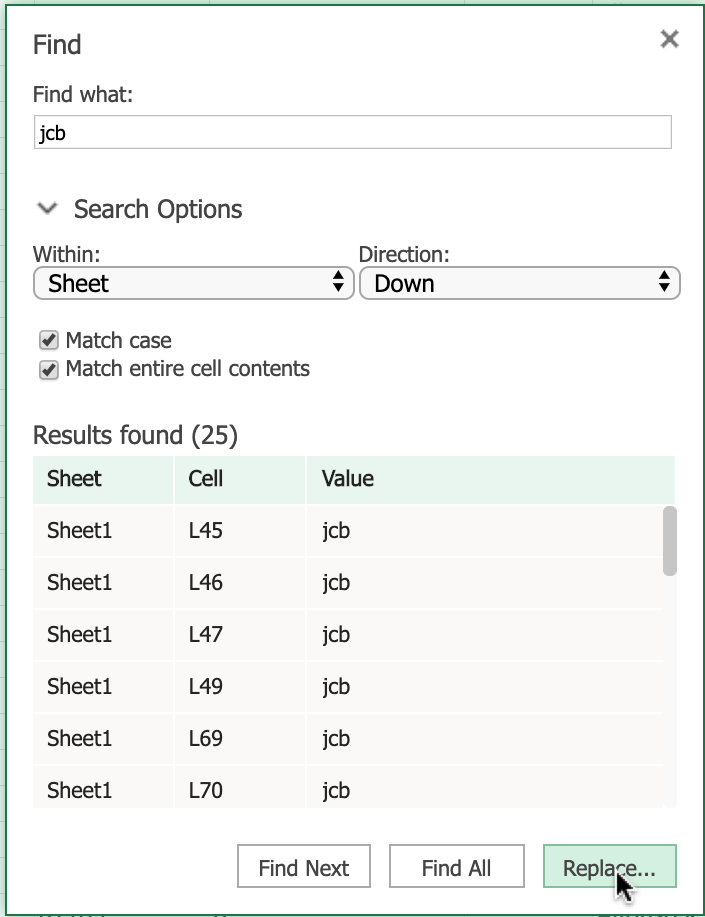 Find
Find what:
jcb
Search Options
Within: Direction:
Sheet Down
Match case
Match entire cell contents
Results found (25)
Sheet Cell Value
Sheet1 L45 jcb
Sheet1 L46 jcb
Sheet1 L47 jcb
Sheet1 L49 jcb
Sheet1 L69 jcb
Sheet1 L70 jcb
Find Next Find All Replace...